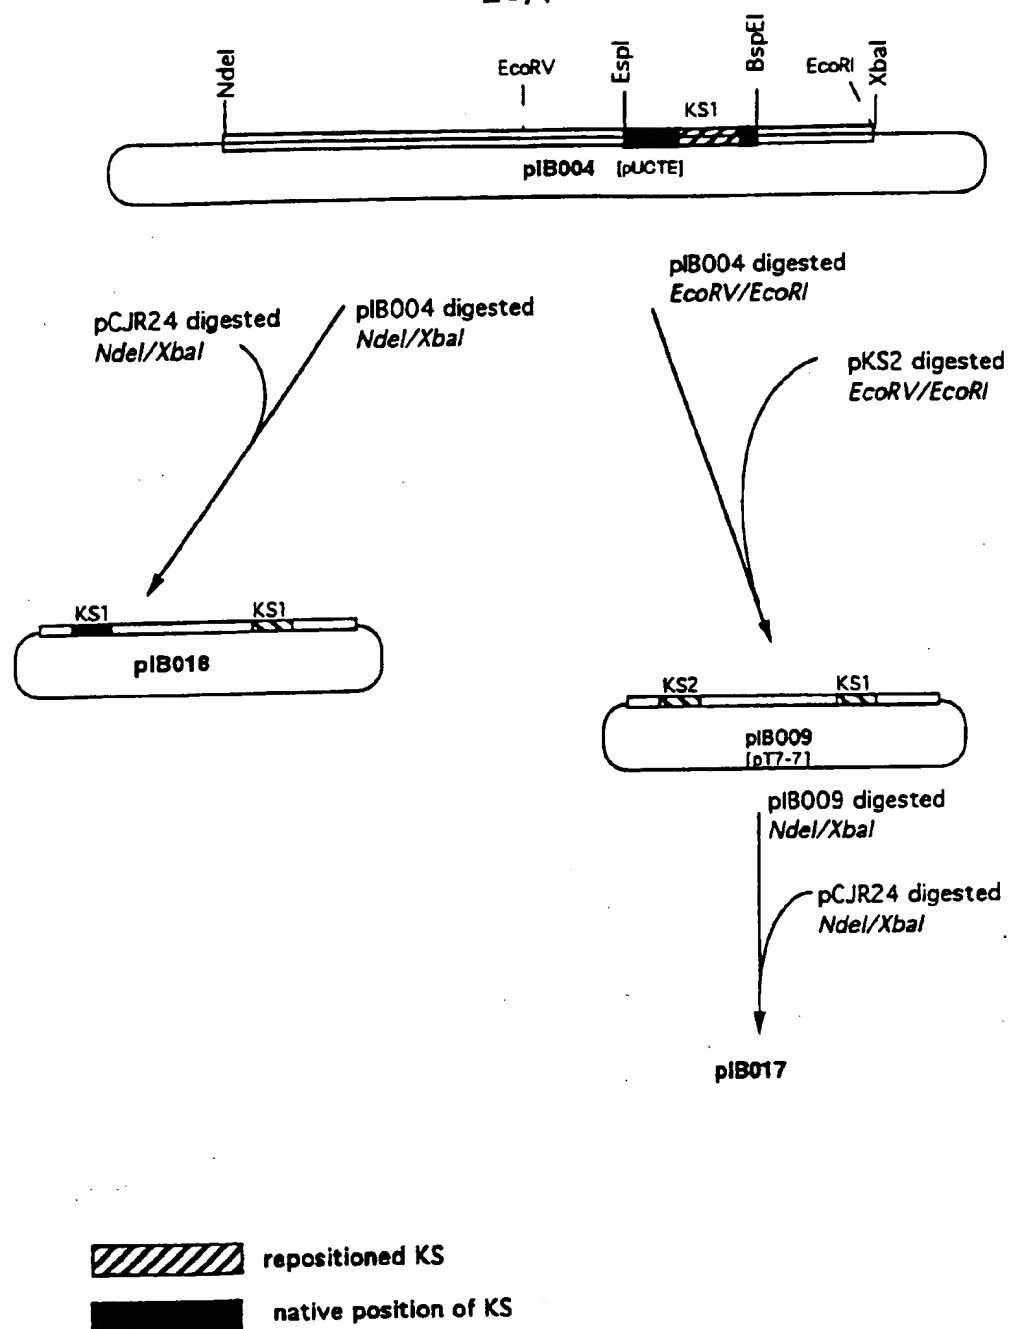 NdeI
EcoRV
EspI
BspEI
EcoRI
XbaI
KS1
pIB004 [pUCTE]
pIB004 digested
EcoRV/EcoRI
pCJR24 digested
NdeI/XbaI
pIB004 digested
NdeI/XbaI
pKS2 digested
EcoRV/EcoRI
KS1
KS1
pIB018
KS2
KS1
pIB009
[pT7-7]
pIB009 digested
NdeI/XbaI
pCJR24 digested
NdeI/XbaI
pIB017
repositioned KS
native position of KS